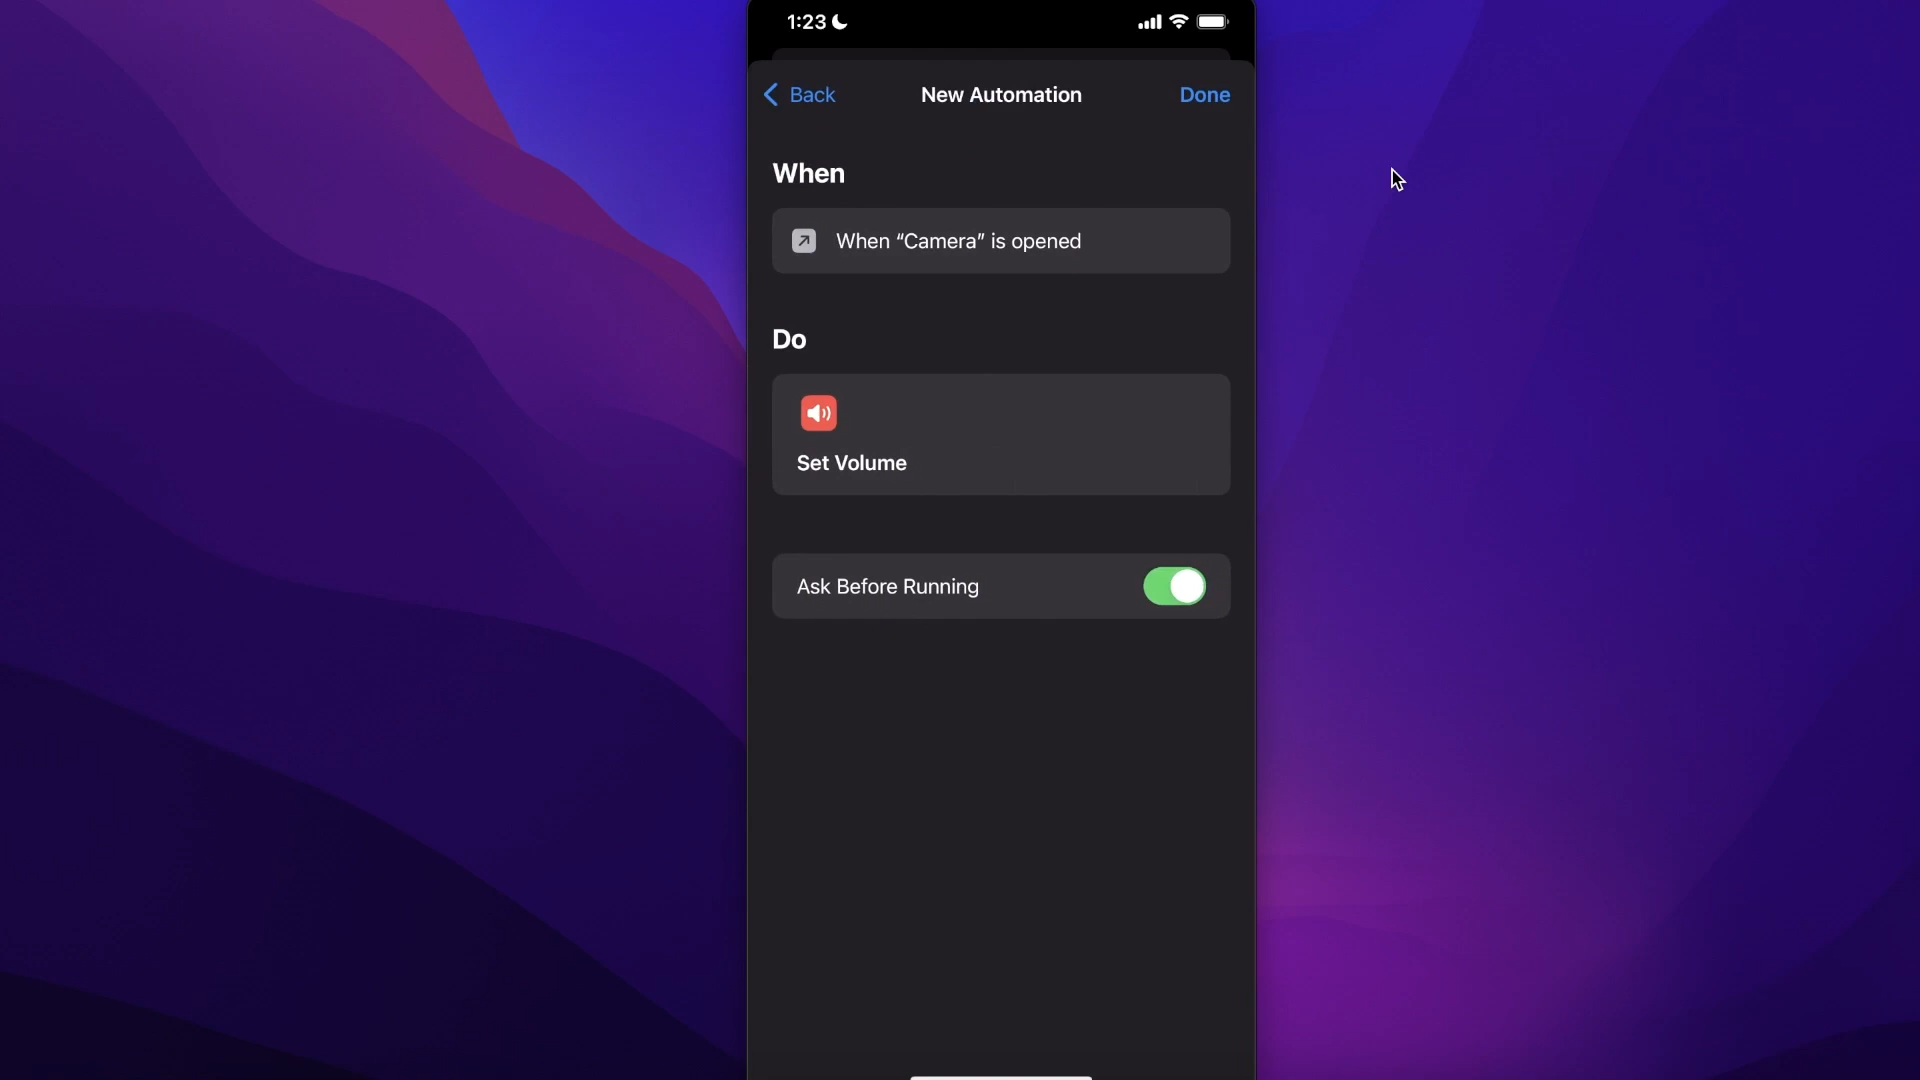 1:23
Back
New Automation
Done
When
When “Camera” is opened
Do
Set Volume
Ask Before Running